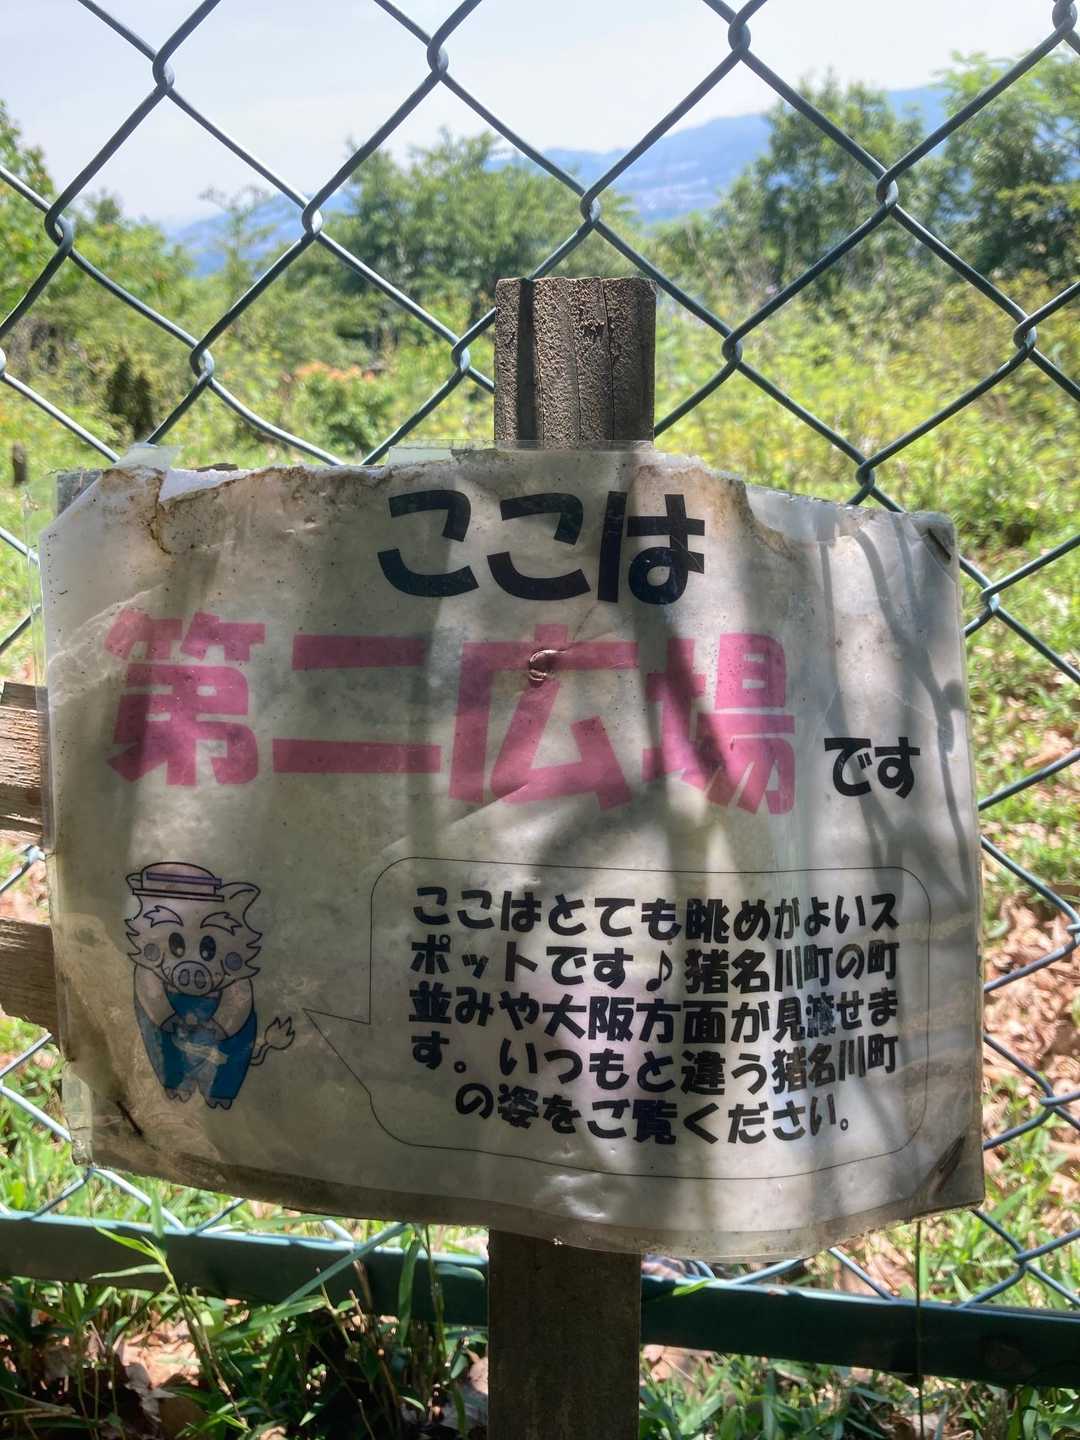 ここは
第二広場です
ここはとても眺めがよいス
ポットです♪猪名川町の町
並みや大阪方面が見渡せま
す。いつもと違う猪名川町
の姿をご覧ください。